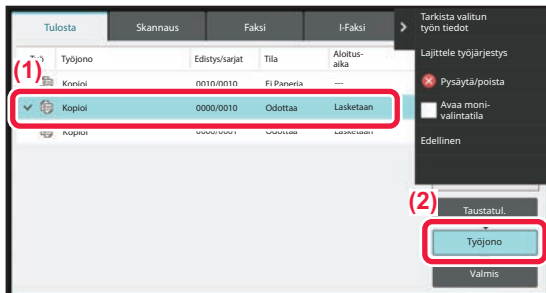 Tulosta
Skannaus
Faksi
I-Faksi
Tarkista valitun
työn tiedot
Lajittele työjärjestys
Pysäytä/poista
Avaa moni-
valintatila
Edellinen
(1)
Työjono
Edistys/sarjat
Tila
Aloitus-
aika
Kopioi
0010/0010
Ei Paperia
---
Kopioi
0000/0010
Odottaa
Lasketaan
Kopioi
0000/0001
Odottaa
Lasketaan
(2)
Taustatul.
Työjono
Valmis